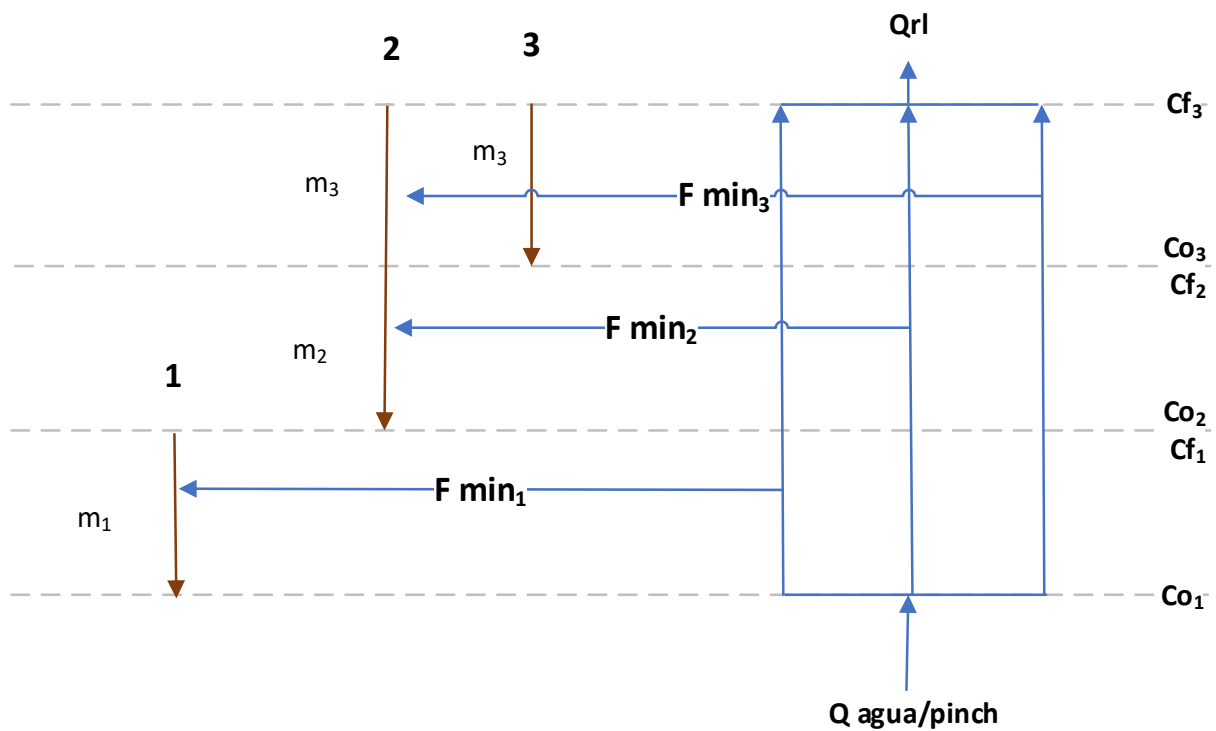 Qrl
2
3
Cf₃
m₃
m₃
F min₃
Co₃
Cf₂
F min₂
m₂
1
Co₂
Cf₁
F min₁
m₁
Co₁
Q agua/pinch